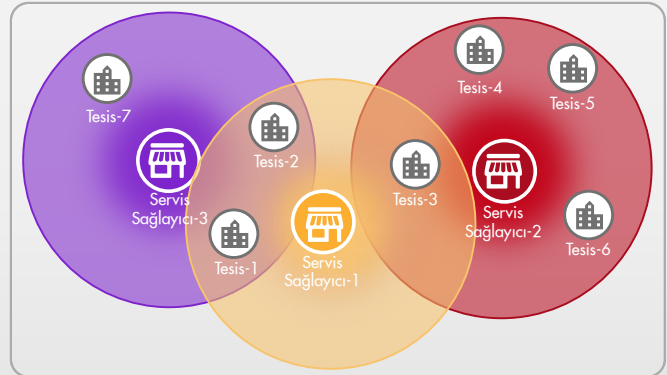 Tesis-4
Tesis-5
Tesis-7
Tesis-2
Servis
Sağlayıcı-3
Tesis-3
Servis
Sağlayıcı-2
Tesis-6
Tesis-1
Servis
Sağlayıcı-1